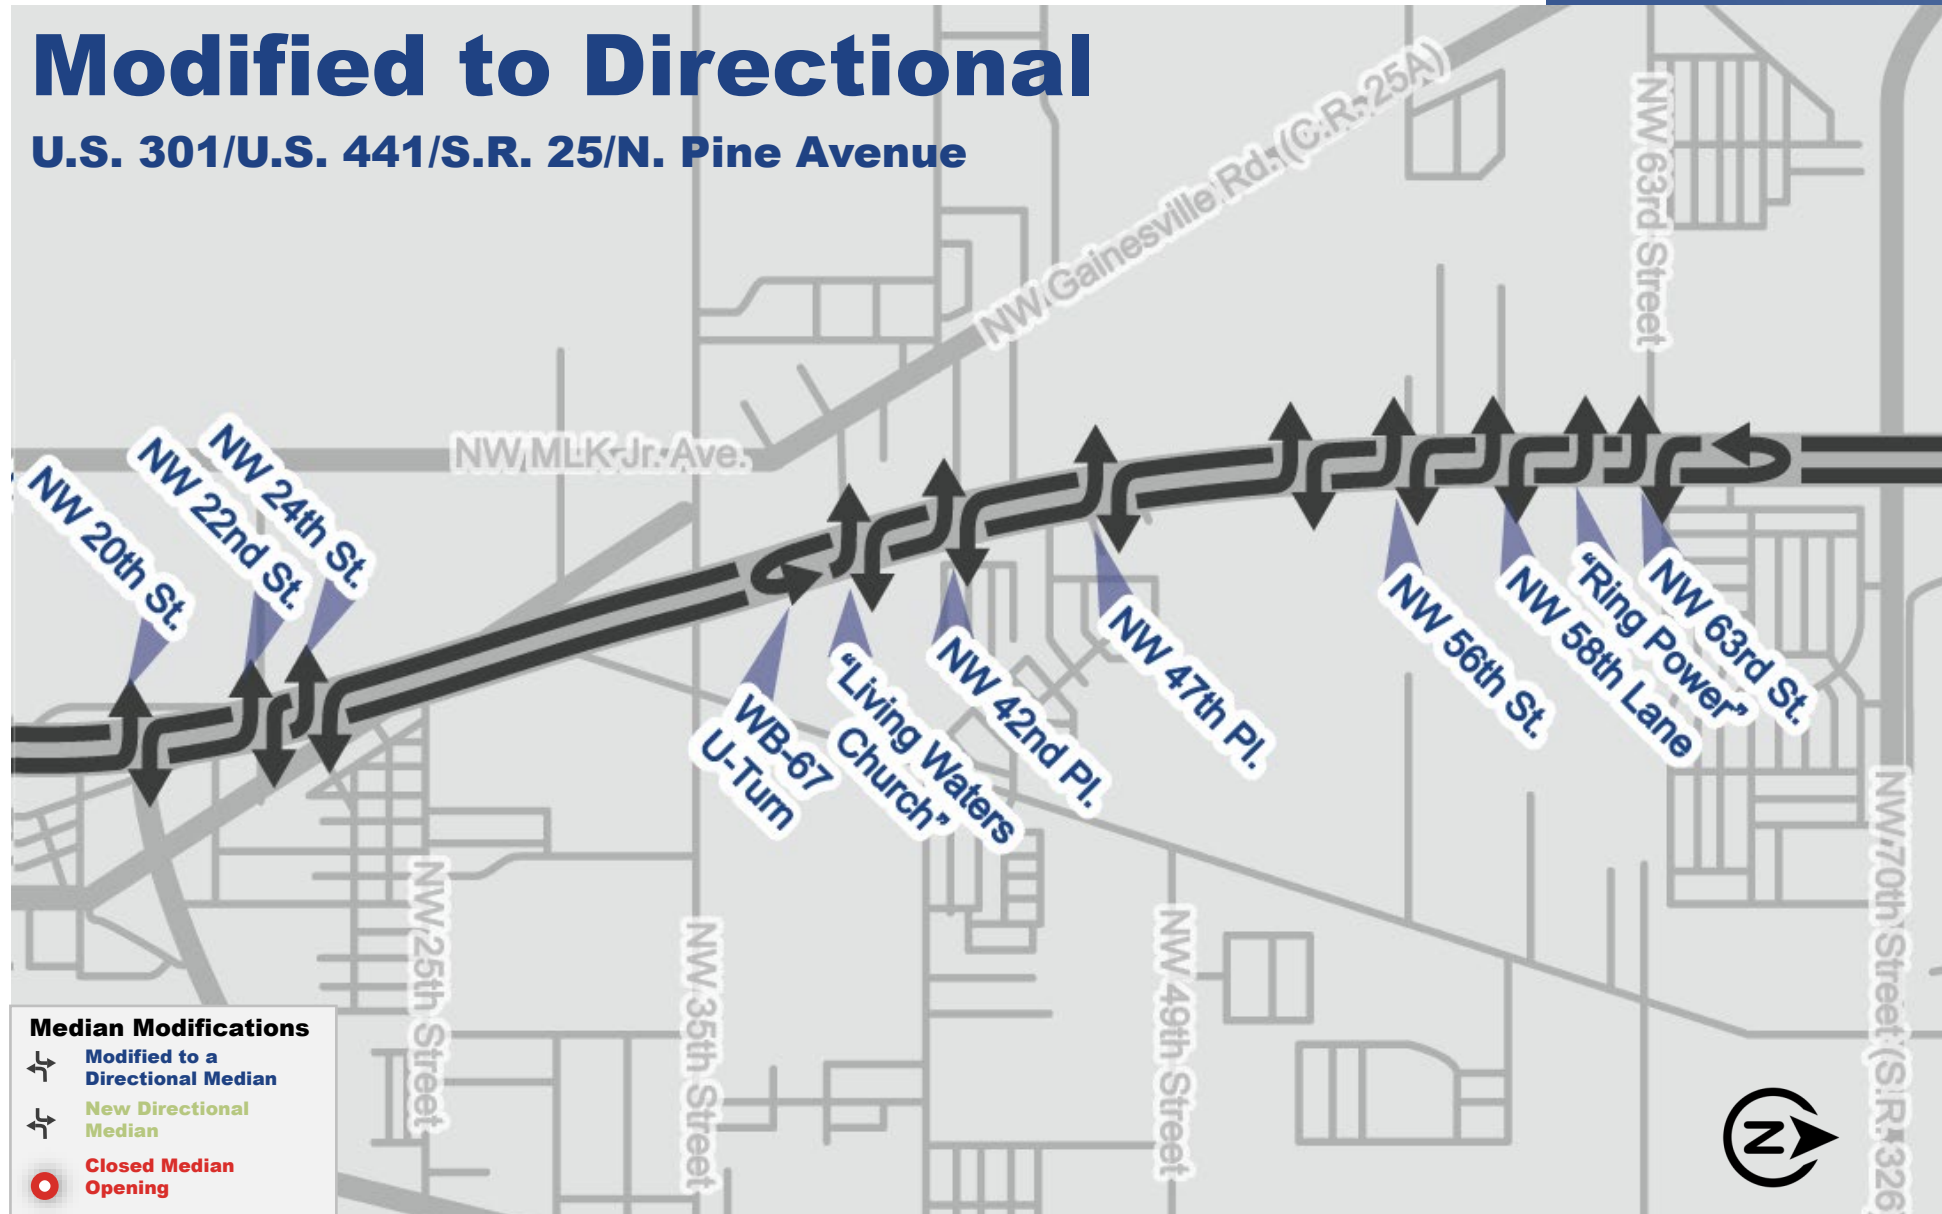 Modified to Directional
U.S. 301/U.S. 441/S.R. 25/N. Pine Avenue
NW Gainesville Rd. (C.R. 25A)
NW 63rd Street
NW MLK Jr. Ave.
NW 20th St.
NW 22nd St.
NW 24th St.
WB-67
U-Turn
“Living Waters
Church”
NW 42nd Pl.
NW 47th Pl.
NW 56th St.
NW 58th Lane
“Ring Power”
NW 63rd St.
NW 25th Street
NW 35th Street
NW 49th Street
NW 70th Street (S.R. 326
Median Modifications
Modified to a
Directional Median
New Directional
Median
Closed Median
Opening
N